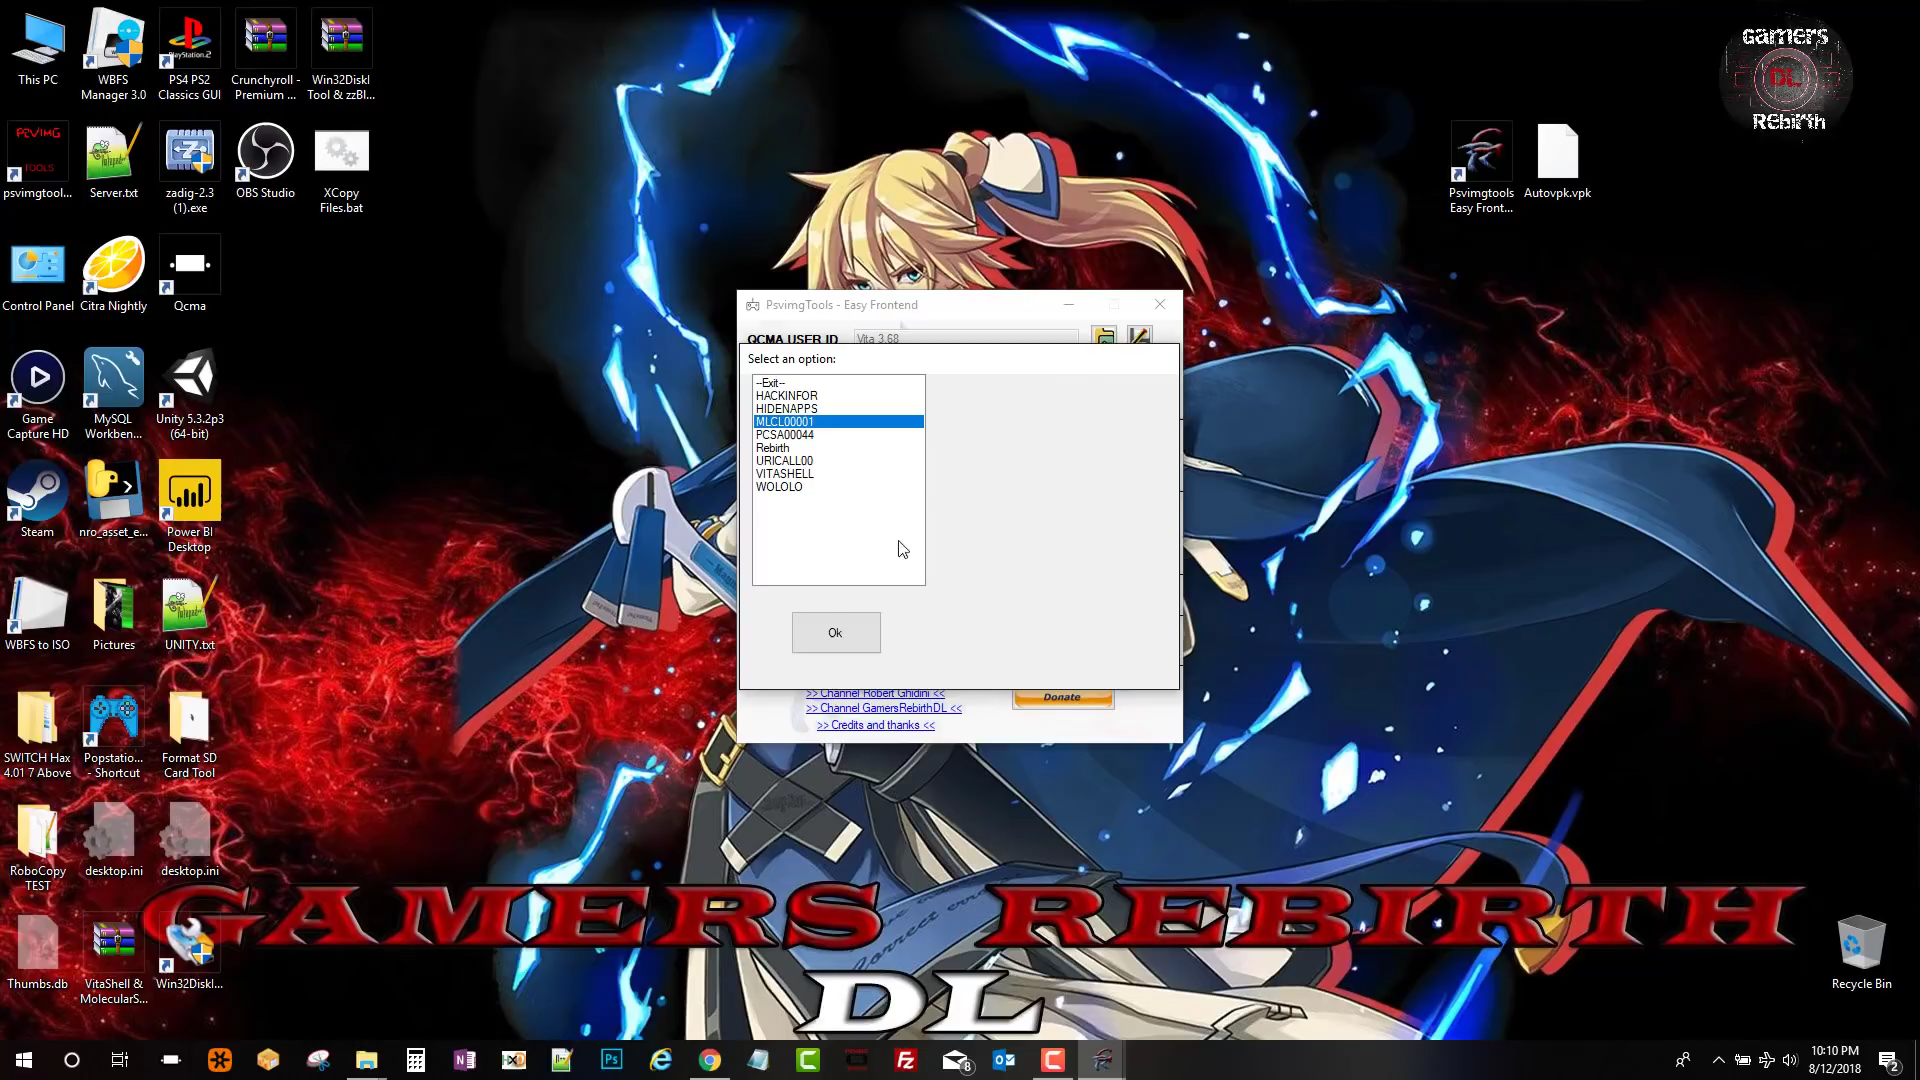 This PC
WBFS
Manager 3.0
PS4 PS2
Classics GUI
Crunchyroll -
Premium ...
Win32DiskI
Tool & zzBl...
PSVIMG
TOOLS
psvimgtool...
Server.txt
zadig-2.3
(1).exe
OBS Studio
XCopy
Files.bat
Control Panel
Citra Nightly
Qcma
Game
Capture HD
MySQL
Workben...
Unity 5.3.2p3
(64-bit)
Steam
nro_asset_e...
Power BI
Desktop
WBFS to ISO
Pictures
UNITY.txt
SWITCH Hax
4.01 7 Above
Popstatio...
- Shortcut
Format SD
Card Tool
RoboCopy
TEST
desktop.ini
desktop.ini
Thumbs.db
VitaShell &
MolecularS...
Win32DiskI...
Gamers
DL
REbirth
Psvimgtools
Easy Front...
Autovpk.vpk
PsvimgTools - Easy Frontend
QCMA USER ID
Vita 3.68
Select an option:
--Exit--
HACKINFOR
HIDENAPPS
MLCL00001
PCSA00044
Rebirth
URICALL00
VITASHELL
WOLOLO
Ok
>> Channel Robert Ghidini <<
>> Channel GamersRebirthDL <<
>> Credits and thanks <<
Donate
GAMERS REBIRTH
DL
Recycle Bin
10:10 PM
8/12/2018